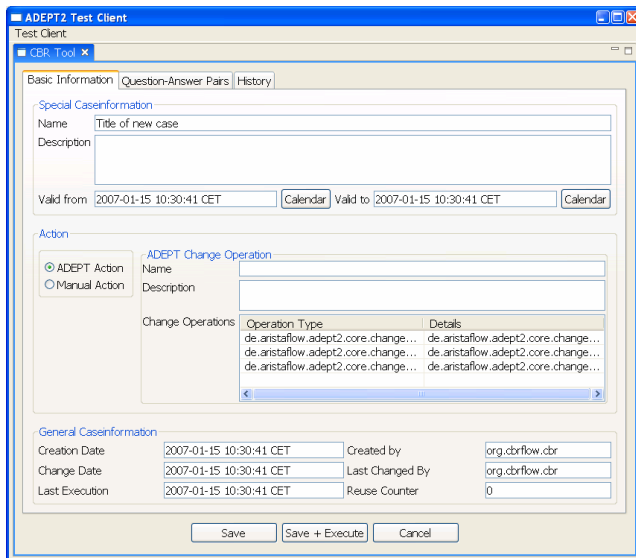 ADEPT2 Test Client
Test Client
CBR Tool
Basic Information Question-Answer Pairs History
Special Caseinformation
Name Title of new case
Description
Valid from 2007-01-15 10:30:41 CET Calendar Valid to 2007-01-15 10:30:41 CET Calendar
Action
ADEPT Change Operation
ADEPT Action Name
Manual Action Description
Change Operations Operation Type Details
de.aristaflow.adept2.core.change... de.aristaflow.adept2.core.change...
de.aristaflow.adept2.core.change... de.aristaflow.adept2.core.change...
de.aristaflow.adept2.core.change... de.aristaflow.adept2.core.change...
General Caseinformation
Creation Date 2007-01-15 10:30:41 CET Created by org.cbrflow.cbr
Change Date 2007-01-15 10:30:41 CET Last Changed By org.cbrflow.cbr
Last Execution 2007-01-15 10:30:41 CET Reuse Counter 0
Save Save + Execute Cancel